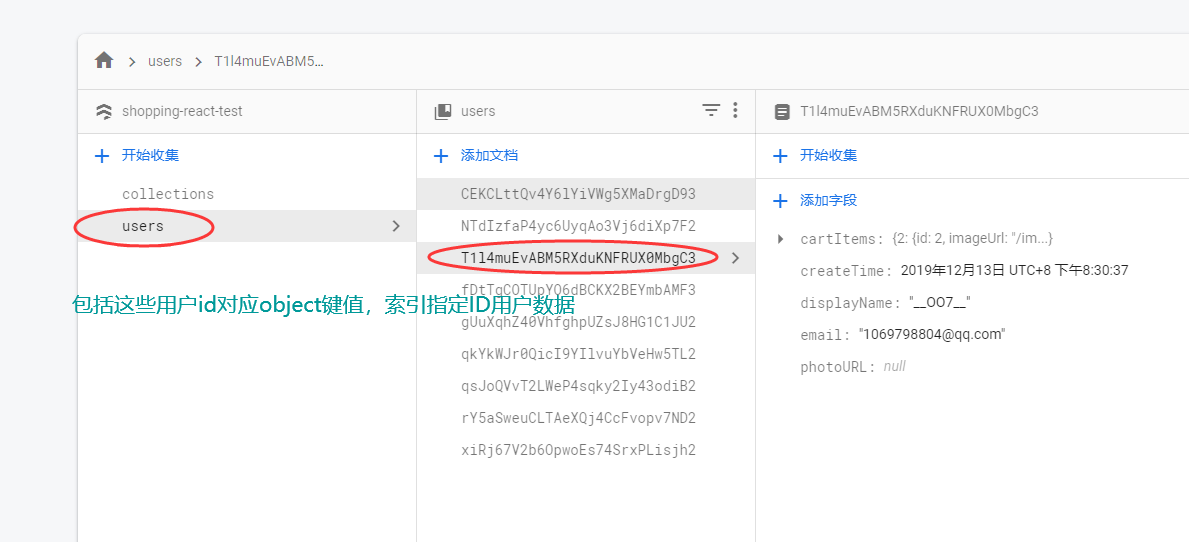 users T1l4muEvABM5…
shopping-react-test
users
T1l4muEvABM5RXduKNFRUX0MbgC3
开始收集
collections
users
添加文档
CEKCLttQv4Y6lYiVWg5XMaDrgD93
NTdIzfaP4yc6UyqAo3Vj6diXp7F2
T1l4muEvABM5RXduKNFRUX0MbgC3
fDtTgCOTUpYO6dBCKX2BEYmbAMF3
gUuXqhZ40VhfghpUZsJ8HG1C1JU2
qkYkWJr0QicI9YIlvuYbVeHw5TL2
qsJoQVvT2LWeP4sqky2Iy43odiB2
rY5aSweuCLTAeXQj4CcFvopv7ND2
xiRj67V2b6OpwoEs74SrxPLisjh2
包括这些用户id对应object键值，索引指定ID用户数据
开始收集
添加字段
cartItems: {2: {id: 2, imageUrl: "/im...}
createTime: 2019年12月13日 UTC+8 下午8:30:37
displayName: "__OO7__"
email: "1069798804@qq.com"
photoURL: null